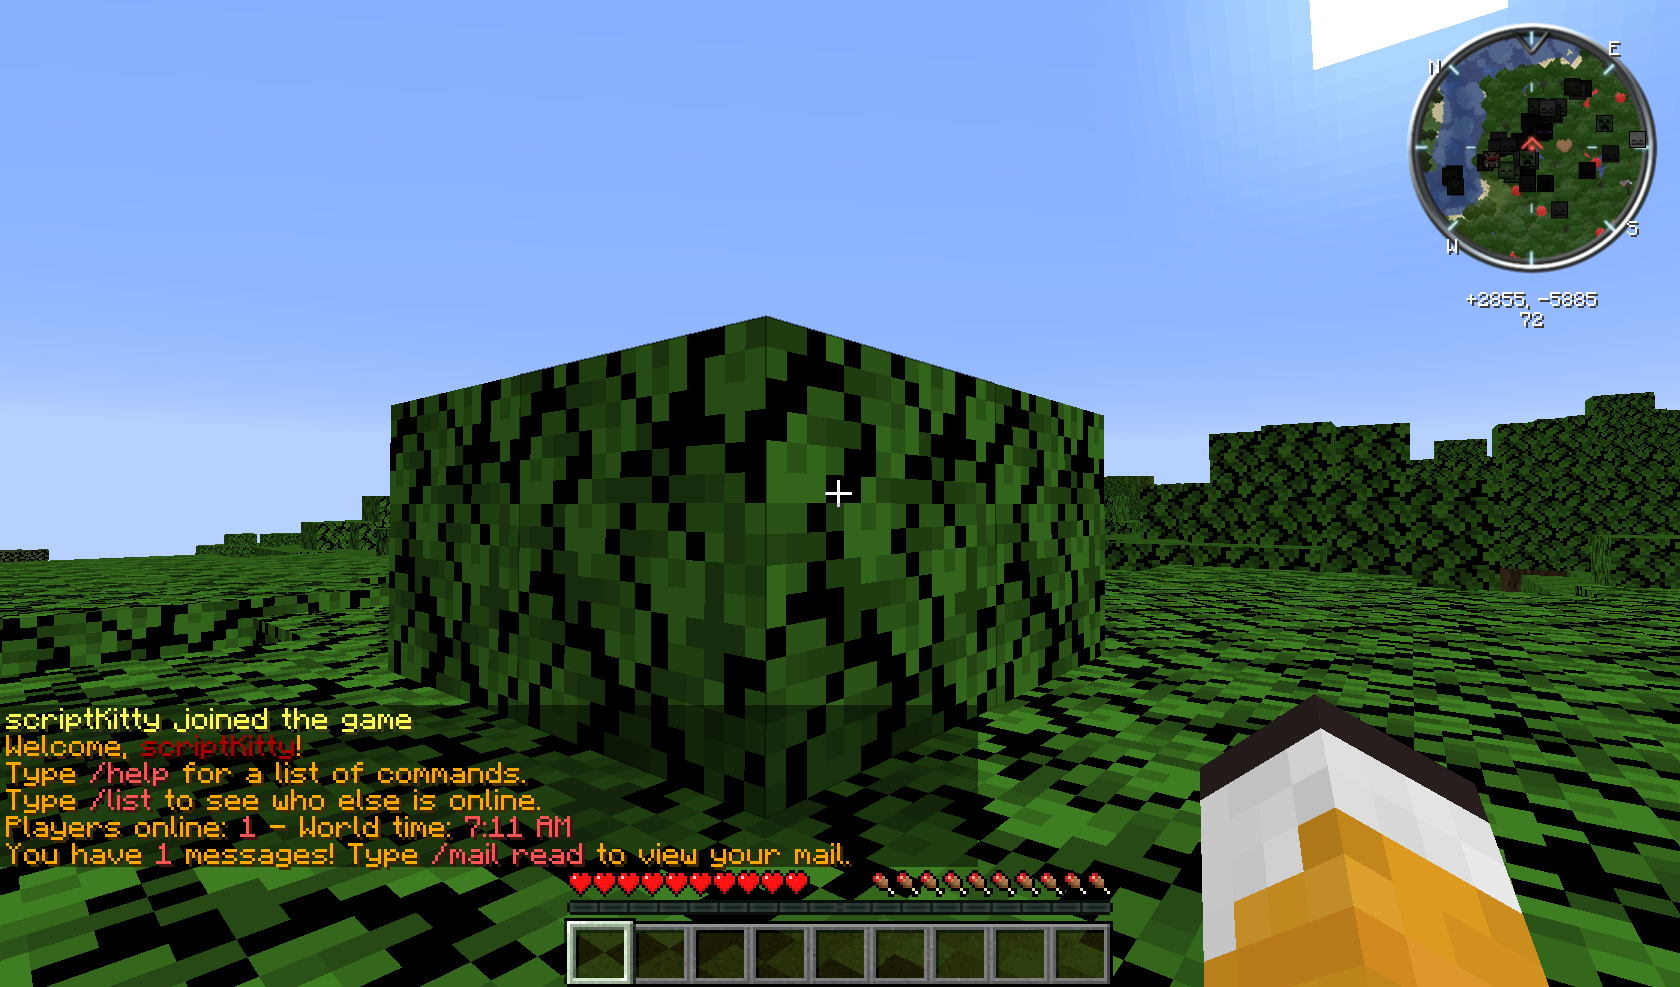 N
E
W
S
+2855, -5885
72
scriptKitty joined the game
Welcome, scriptKitty!
Type /help for a list of commands.
Type /list to see who else is online.
Players online: 1 - World time: 7:11 AM
You have 1 messages! Type /mail read to view your mail.